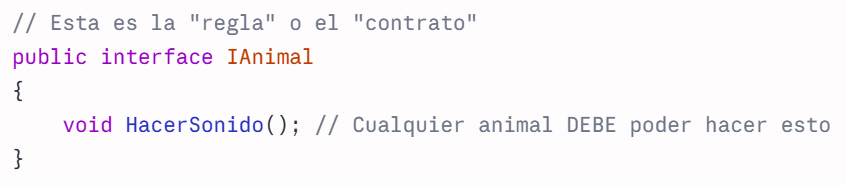 // Esta es la "regla" o el "contrato"
public interface IAnimal
{
    void HacerSonido(); // Cualquier animal DEBE poder hacer esto
}